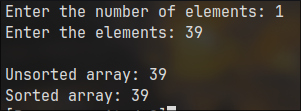 Enter the number of elements: 1
Enter the elements: 39
Unsorted array: 39
Sorted array: 39